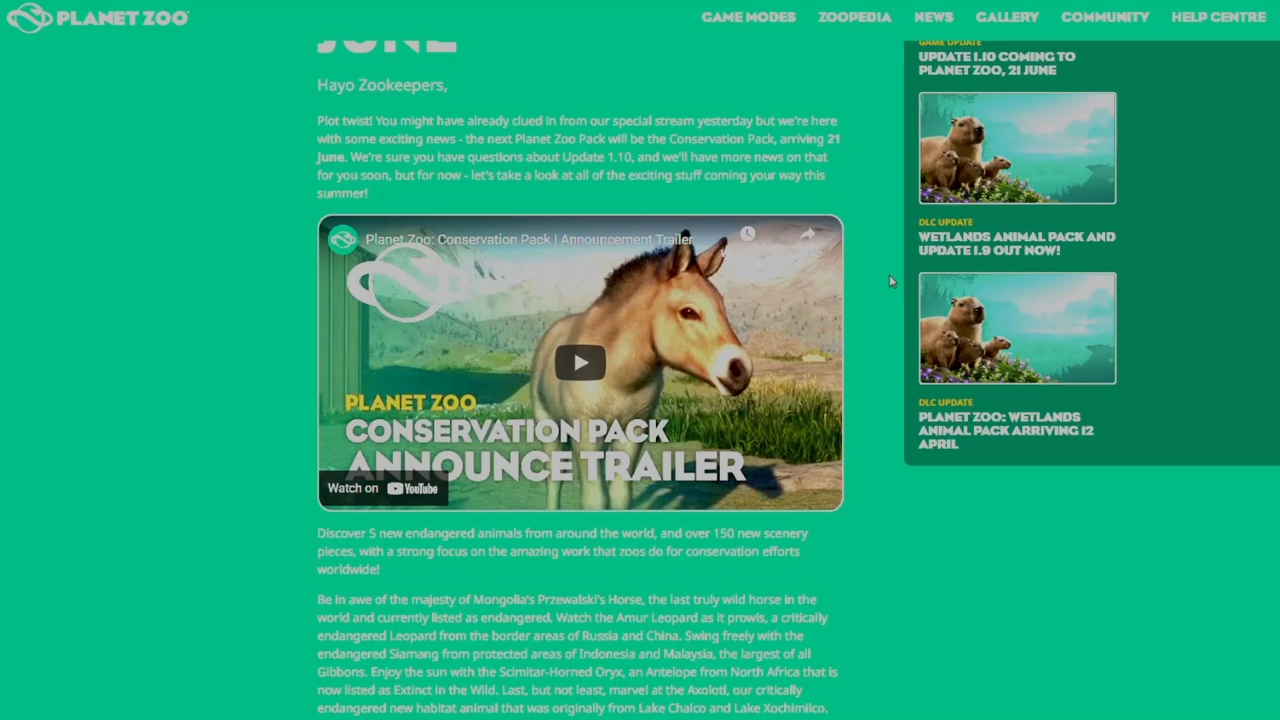 PLANET ZOO
GAME MODES ZOOPEDIA NEWS GALLERY COMMUNITY HELP CENTRE
JUNE
Hayo Zookeepers,
Plot twist! You might have already clued in from our special stream yesterday but we're here
with some exciting news - the next Planet Zoo Pack will be the Conservation Pack, arriving 21
June. We're sure you have questions about Update 1.10, and we'll have more news on that
for you soon, but for now - let's take a look at all of the exciting stuff coming your way this
summer!
Planet Zoo: Conservation Pack | Announcement Trailer
PLANET ZOO
CONSERVATION PACK
ANNOUNCE TRAILER
Watch on YouTube
Discover 5 new endangered animals from around the world, and over 150 new scenery
pieces, with a strong focus on the amazing work that zoos do for conservation efforts
worldwide!
Be in awe of the majesty of Mongolia's Przewalski's Horse, the last truly wild horse in the
world and currently listed as endangered. Watch the Amur Leopard as it prowls, a critically
endangered Leopard from the border areas of Russia and China. Swing freely with the
endangered Siamang from protected areas of Indonesia and Malaysia, the largest of all
Gibbons. Enjoy the sun with the Scimitar-Horned Oryx, an Antelope from North Africa that is
now listed as Extinct in the Wild. Last, but not least, marvel at the Axolotl, our critically
endangered new habitat animal that was originally from Lake Chalco and Lake Xochimilco.
GAME UPDATE
UPDATE 1.10 COMING TO
PLANET ZOO, 21 JUNE
DLC UPDATE
WETLANDS ANIMAL PACK AND
UPDATE 1.9 OUT NOW!
DLC UPDATE
PLANET ZOO: WETLANDS
ANIMAL PACK ARRIVING 12
APRIL